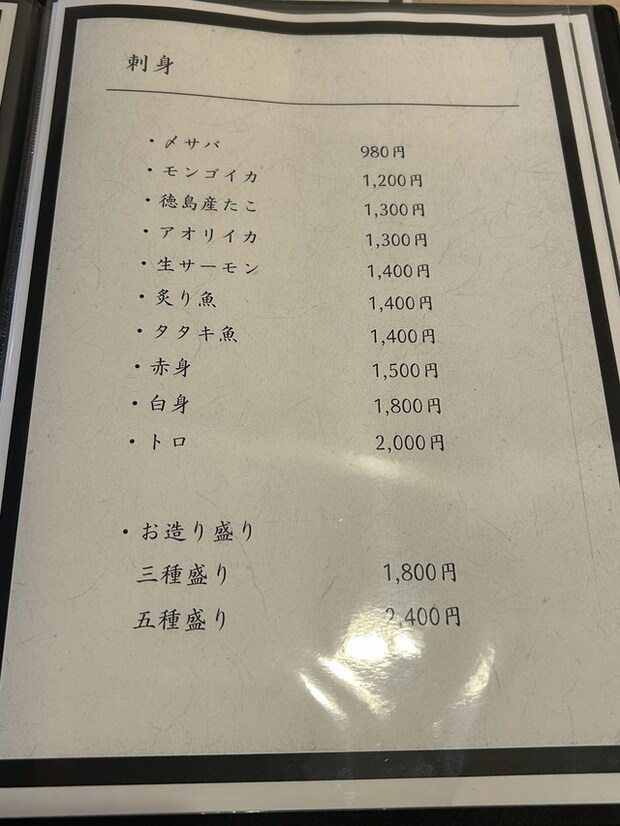 刺身
・〆サバ 980円
・モンゴイカ 1,200円
・徳島産たこ 1,300円
・アオリイカ 1,300円
・生サーモン 1,400円
・炙り魚 1,400円
・タタキ魚 1,400円
・赤身 1,500円
・白身 1,800円
・トロ 2,000円
・お造り盛り
三種盛り 1,800円
五種盛り 2,400円